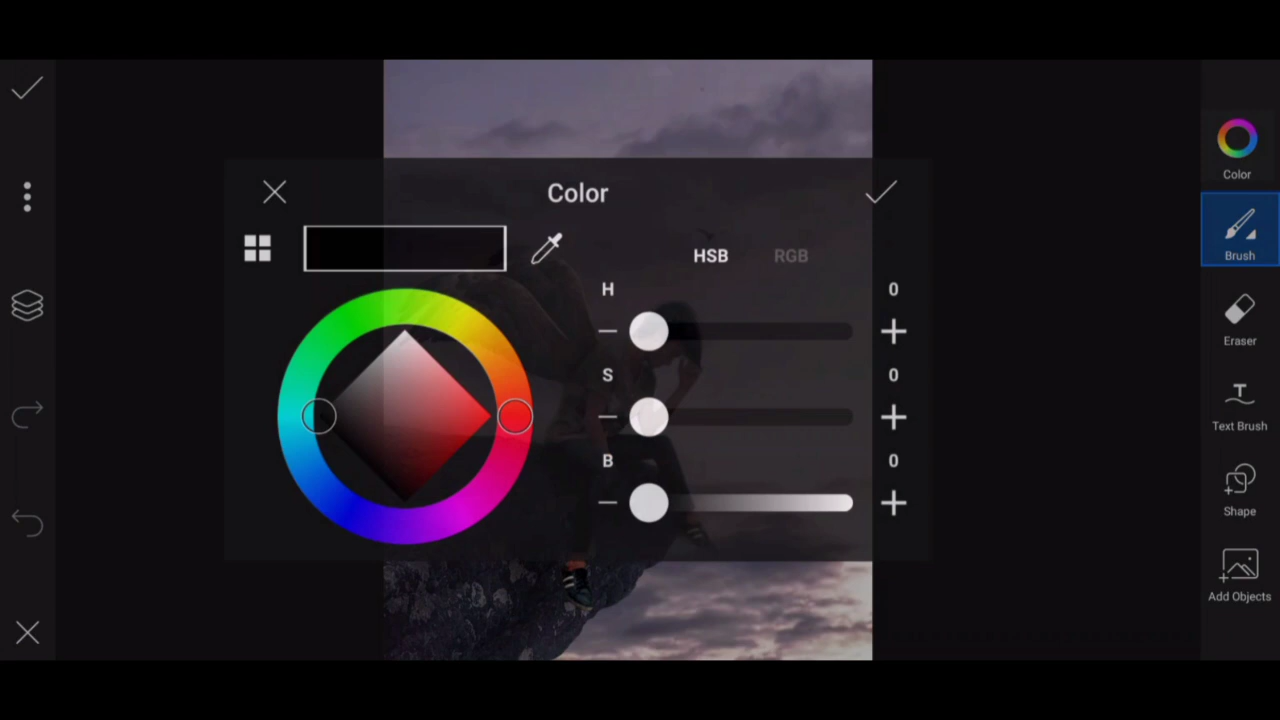 Color
HSB
RGB
H
0
S
0
B
0
Color
Brush
Eraser
T
Text Brush
Shape
Add Objects